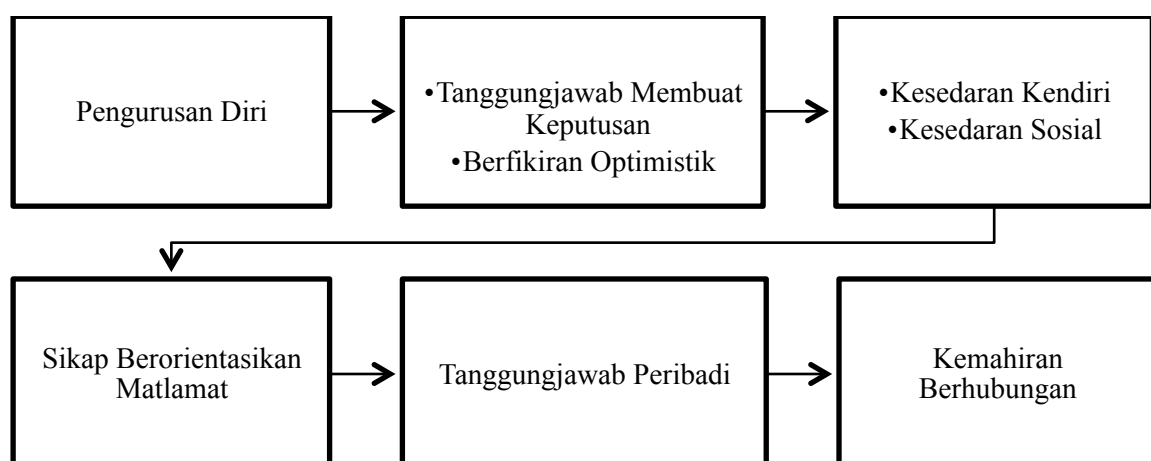 Pengurusan Diri
•Tanggungjawab Membuat
Keputusan
•Berfikiran Optimistik
•Kesedaran Kendiri
•Kesedaran Sosial
Sikap Berorientasikan
Matlamat
Tanggungjawab Peribadi
Kemahiran
Berhubungan